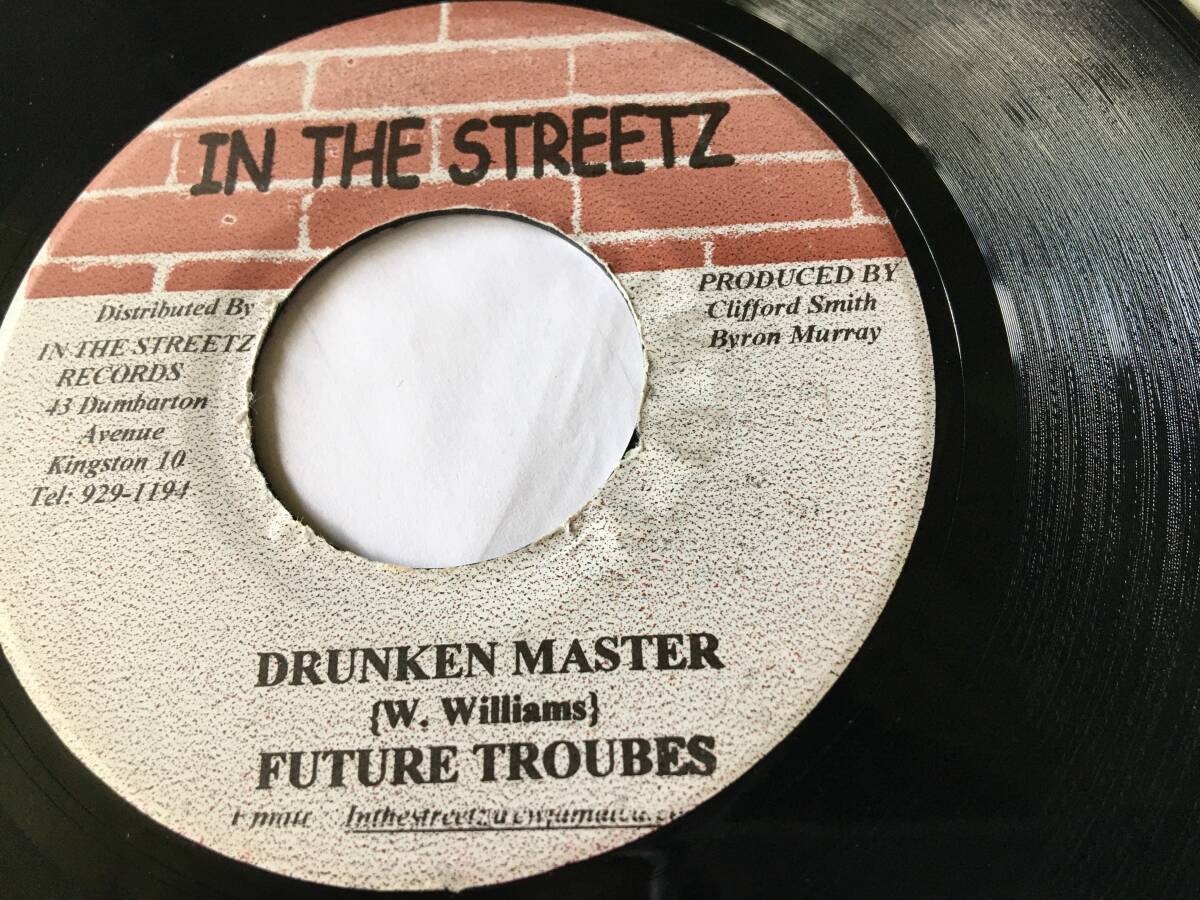 IN THE STREETZ
Distributed By
IN THE STREETZ
RECORDS
43 Dumbarton
Avenue
Kingston 10
Tel: 929-1194
PRODUCED BY
Clifford Smith
Byron Murray
DRUNKEN MASTER
{W. Williams}
FUTURE TROUBES